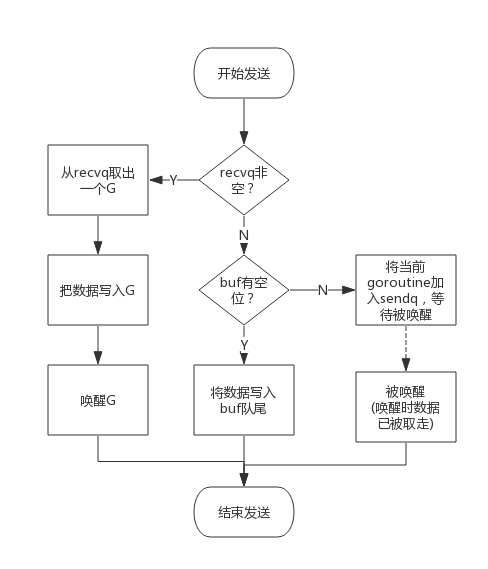 开始发送
recvq非
空？
Y
从recvq取出
一个G
N
把数据写入G
buf有空
位？
N
将当前
goroutine加
入sendq，等
待被唤醒
Y
唤醒G
将数据写入
buf队尾
被唤醒
(唤醒时数据
已被取走)
结束发送